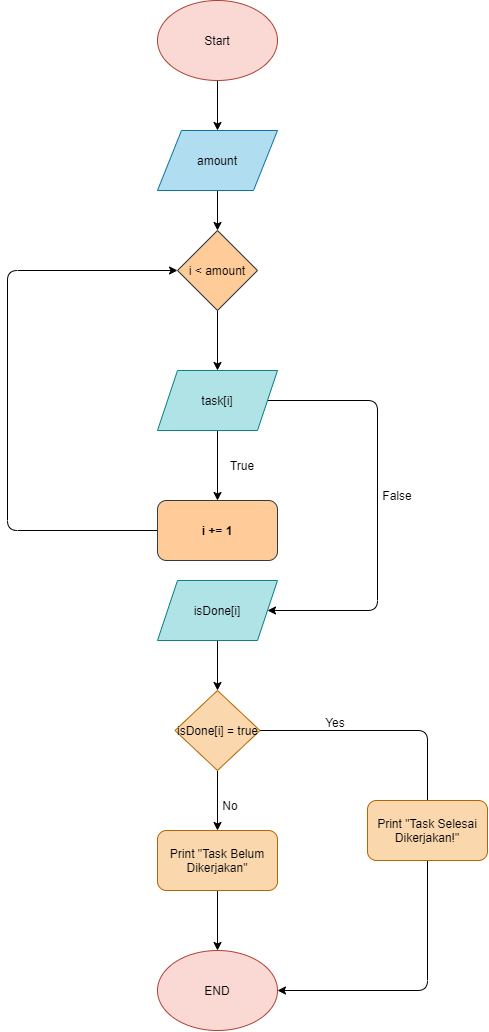 Start
amount
i < amount
task[i]
True
False
i += 1
isDone[i]
isDone[i] = true
Yes
No
Print "Task Selesai
Dikerjakan!"
Print "Task Belum
Dikerjakan"
END